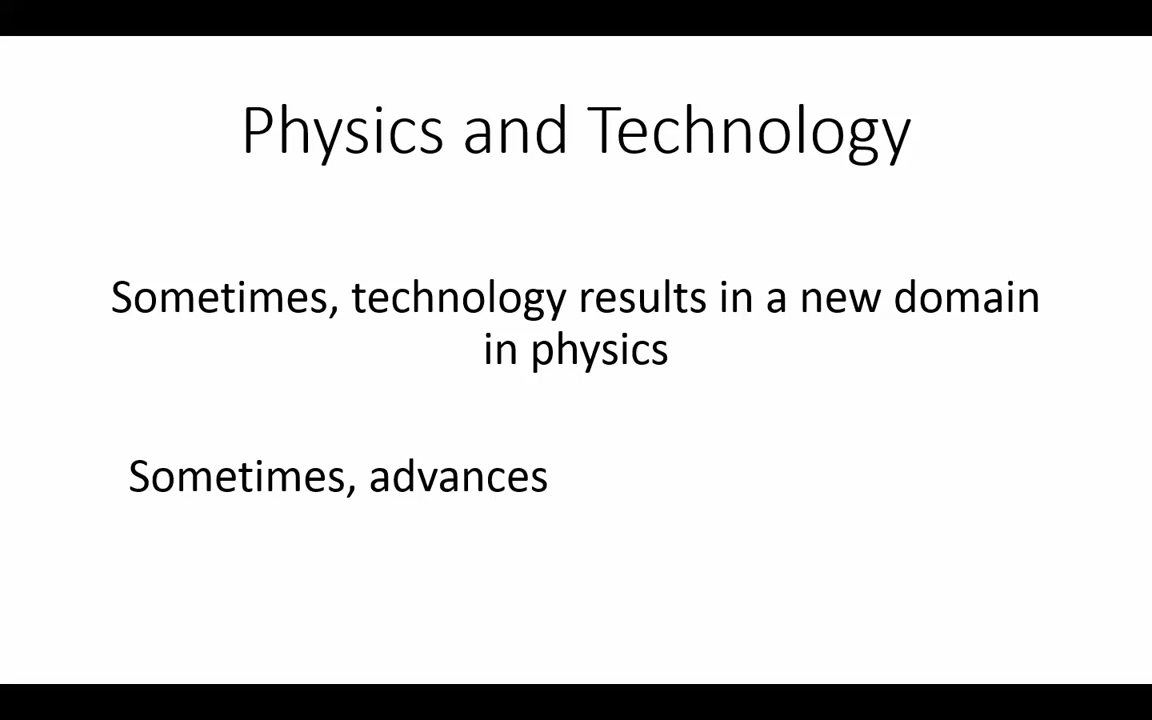 Physics and Technology
Sometimes, technology results in a new domain
in physics
Sometimes, advances